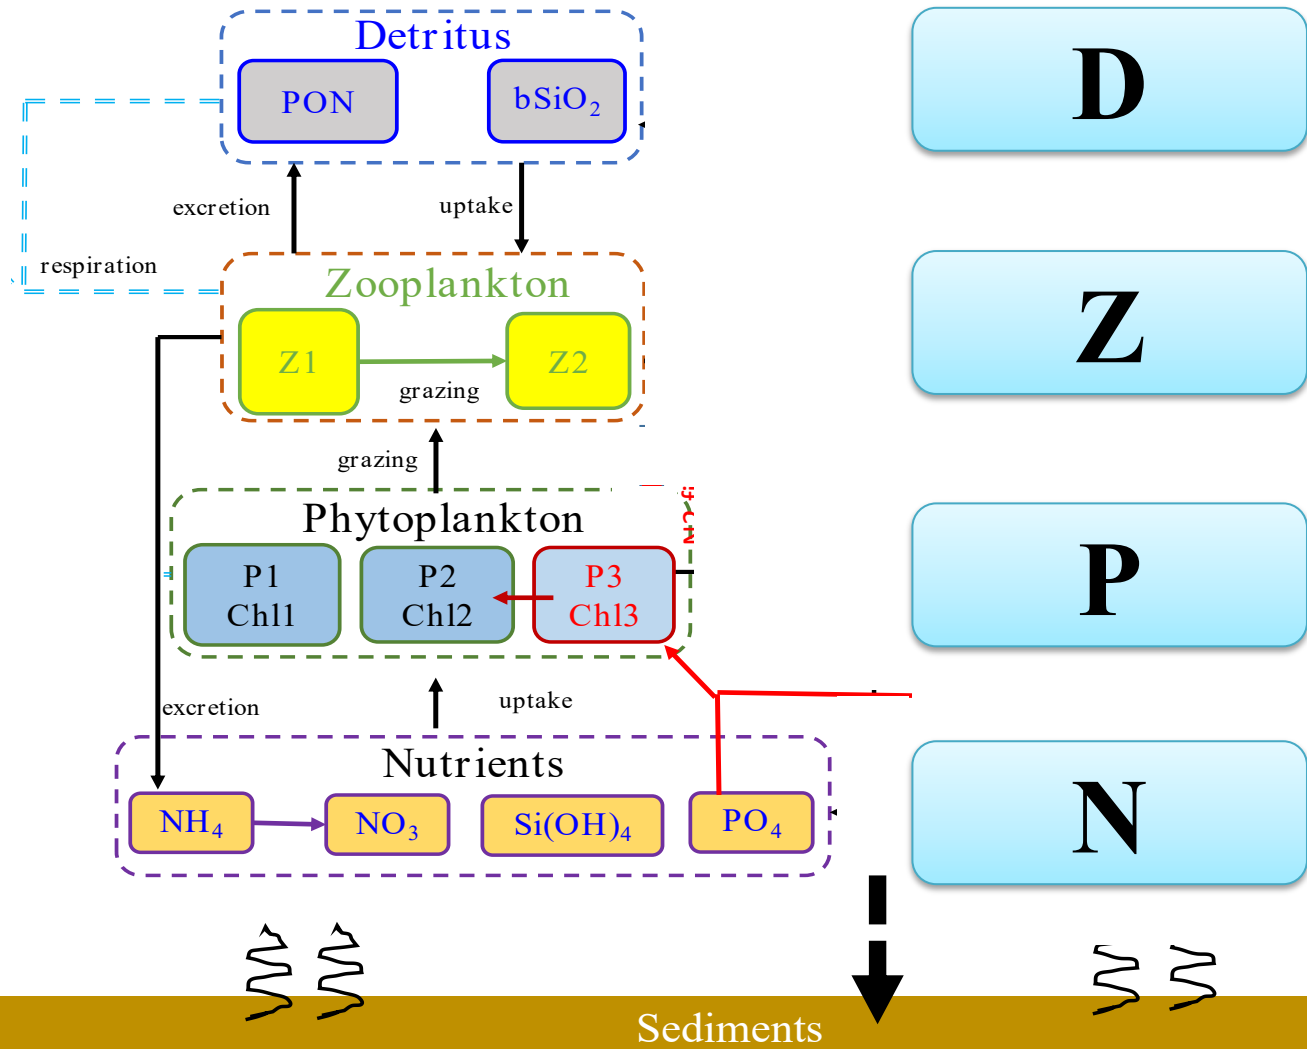 Detritus
PON
bSiO₂
D
excretion
uptake
respiration
Zooplankton
Z1
Z2
grazing
Z
grazing
Phytoplankton
P1
Chl1
P2
Chl2
P3
Chl3
P
excretion
uptake
Nutrients
NH₄
NO₃
Si(OH)₄
PO₄
N
Sediments